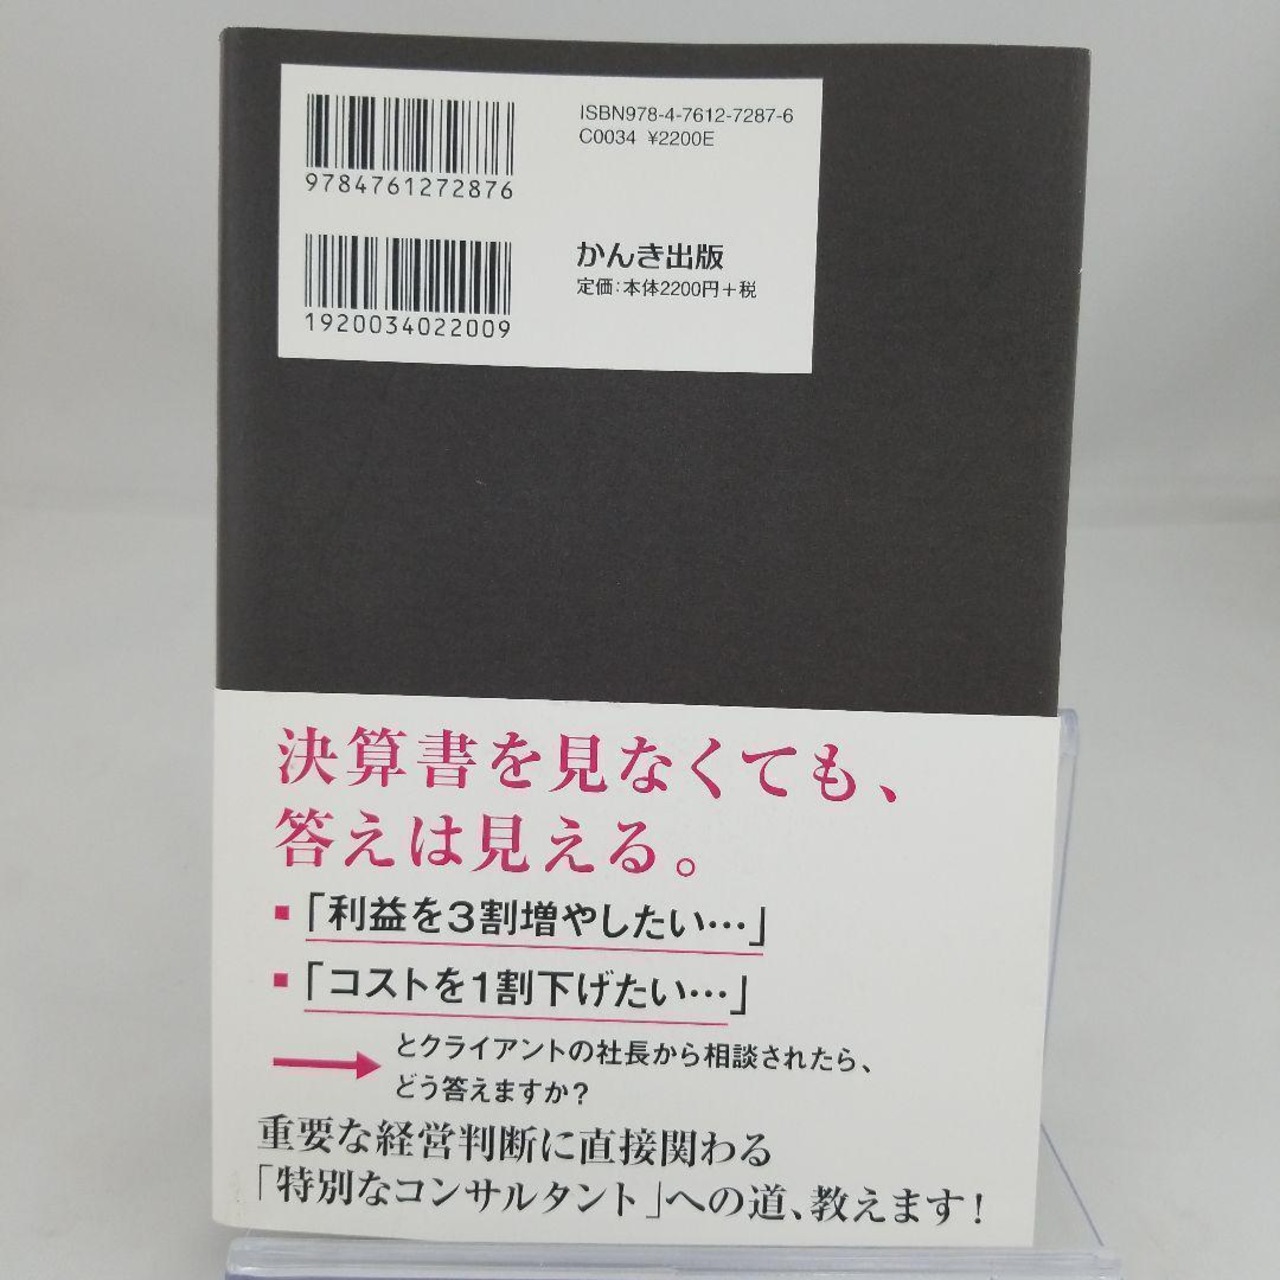 9784761272876
ISBN978-4-7612-7287-6
C0034 ¥2200E
1920034022009
かんき出版
定価:本体2200円+税
決算書を見なくても、
答えは見える。
■「利益を3割増やしたい…」
■「コストを1割下げたい…」
とクライアントの社長から相談されたら、
どう答えますか?
重要な経営判断に直接関わる
「特別なコンサルタント」への道、教えます!